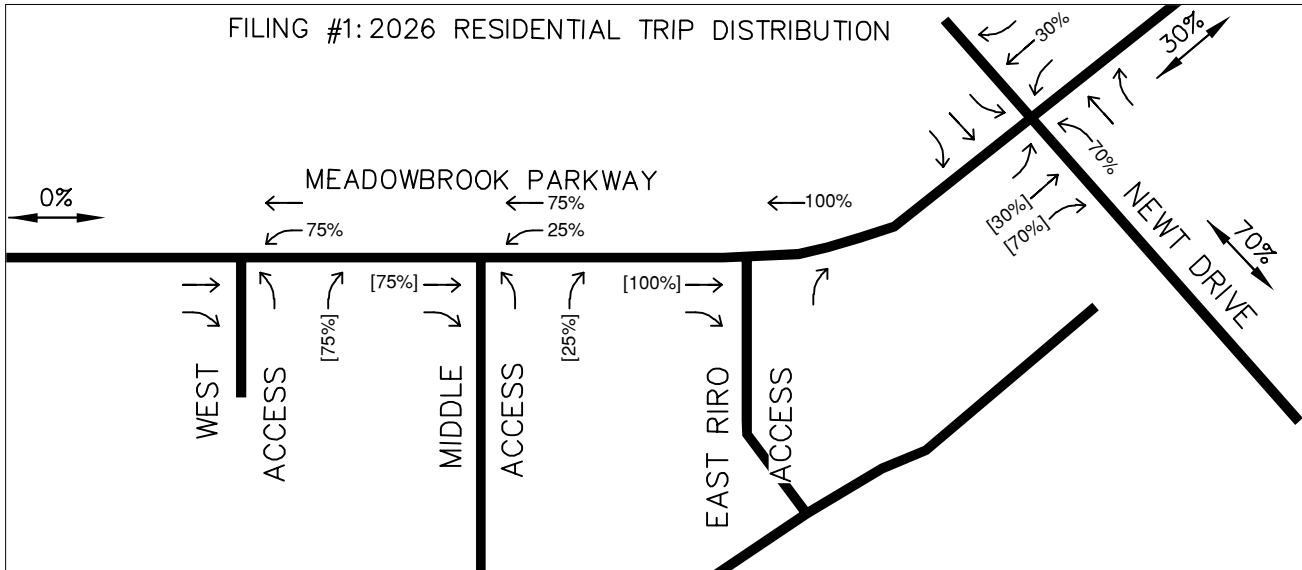 FILING #1: 2026 RESIDENTIAL TRIP DISTRIBUTION
30%
30%
70%
[30%]
[70%]
NEWT DRIVE
70%
MEADOWBROOK PARKWAY
0%
75%
100%
75%
25%
[75%]
[100%]
[75%]
[25%]
WEST
ACCESS
MIDDLE
ACCESS
EAST RIRO
ACCESS